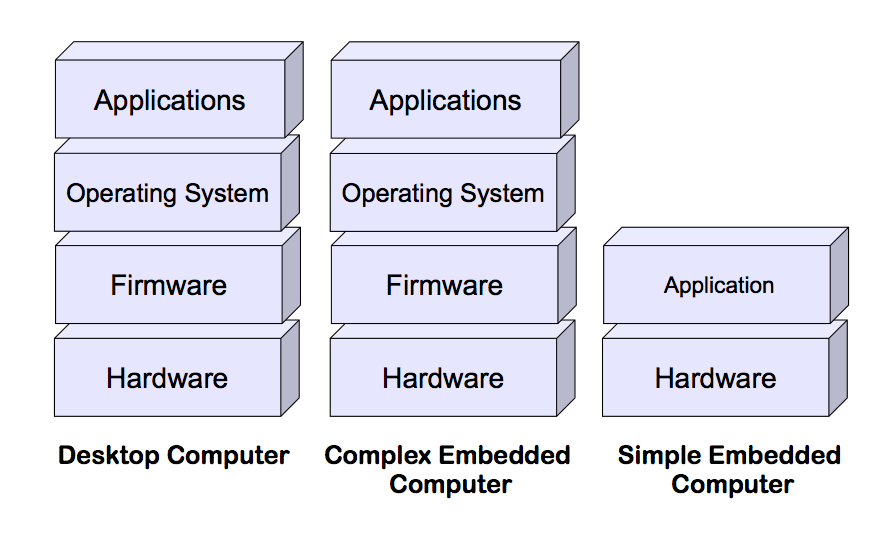 Applications
Operating System
Firmware
Hardware
Desktop Computer
Applications
Operating System
Firmware
Hardware
Complex Embedded
Computer
Application
Hardware
Simple Embedded
Computer